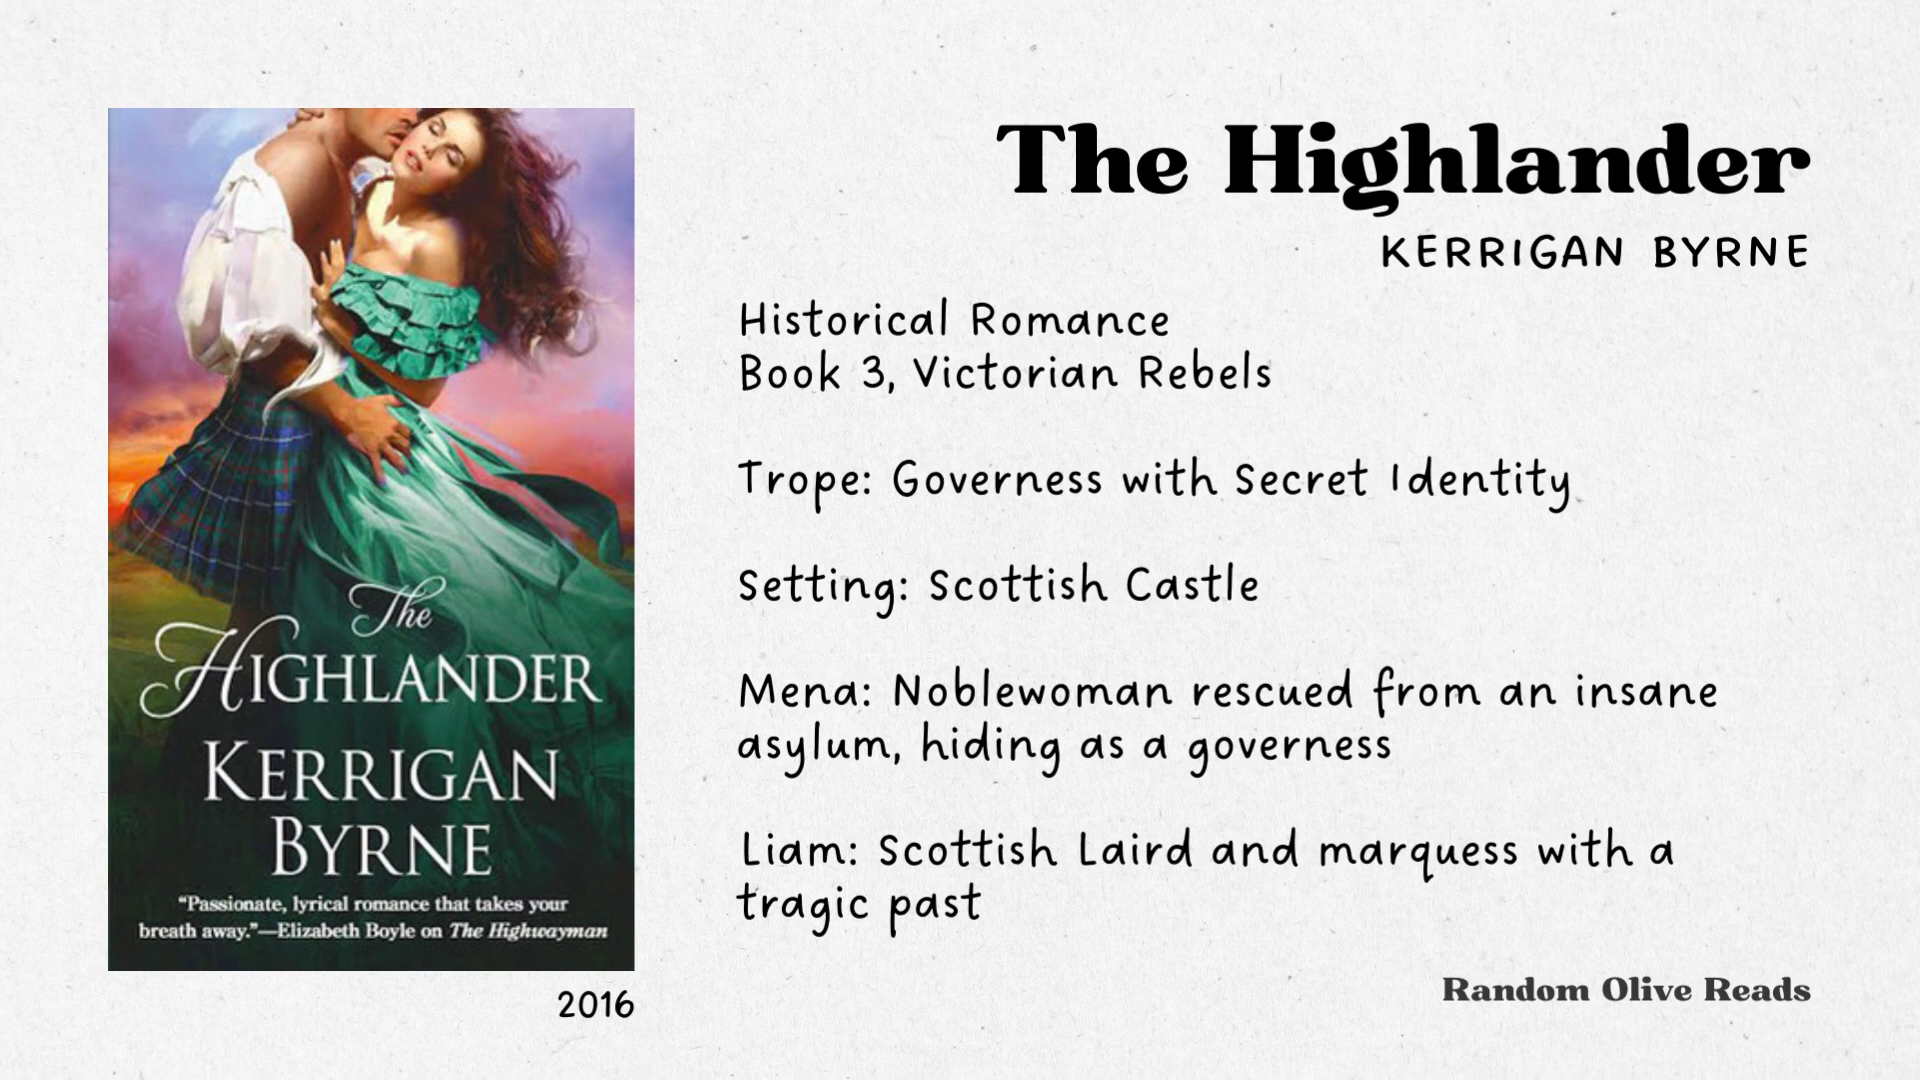 The
HIGHLANDER
KERRIGAN
BYRNE
"Passionate, lyrical romance that takes your
breath away."—Elizabeth Boyle on The Highwayman
2016
The Highlander
KERRIGAN BYRNE
Historical Romance
Book 3, Victorian Rebels
Trope: Governess with Secret Identity
Setting: Scottish Castle
Mena: Noblewoman rescued from an insane
asylum, hiding as a governess
Liam: Scottish Laird and marquess with a
tragic past
Random Olive Reads